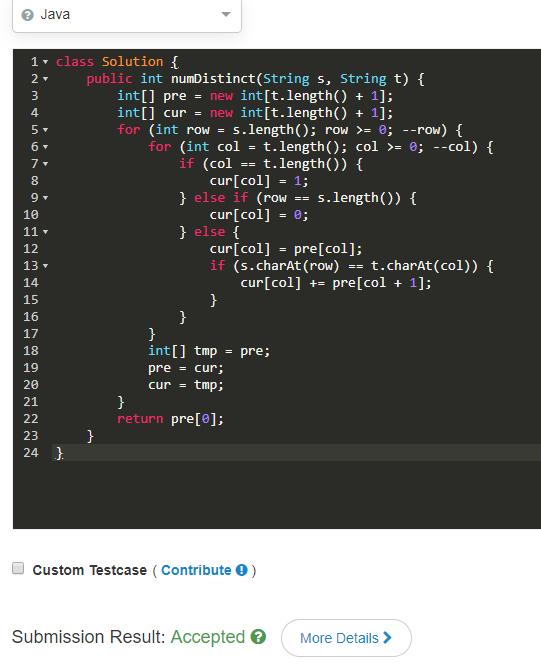 Java
1 class Solution {
2     public int numDistinct(String s, String t) {
3         int[] pre = new int[t.length() + 1];
4         int[] cur = new int[t.length() + 1];
5         for (int row = s.length(); row >= 0; --row) {
6             for (int col = t.length(); col >= 0; --col) {
7                 if (col == t.length()) {
8                     cur[col] = 1;
9                 } else if (row == s.length()) {
10                     cur[col] = 0;
11                 } else {
12                     cur[col] = pre[col];
13                     if (s.charAt(row) == t.charAt(col)) {
14                         cur[col] += pre[col + 1];
15                     }
16                 }
17             }
18             int[] tmp = pre;
19             pre = cur;
20             cur = tmp;
21         }
22         return pre[0];
23     }
24 }
Custom Testcase ( Contribute )
Submission Result: Accepted More Details